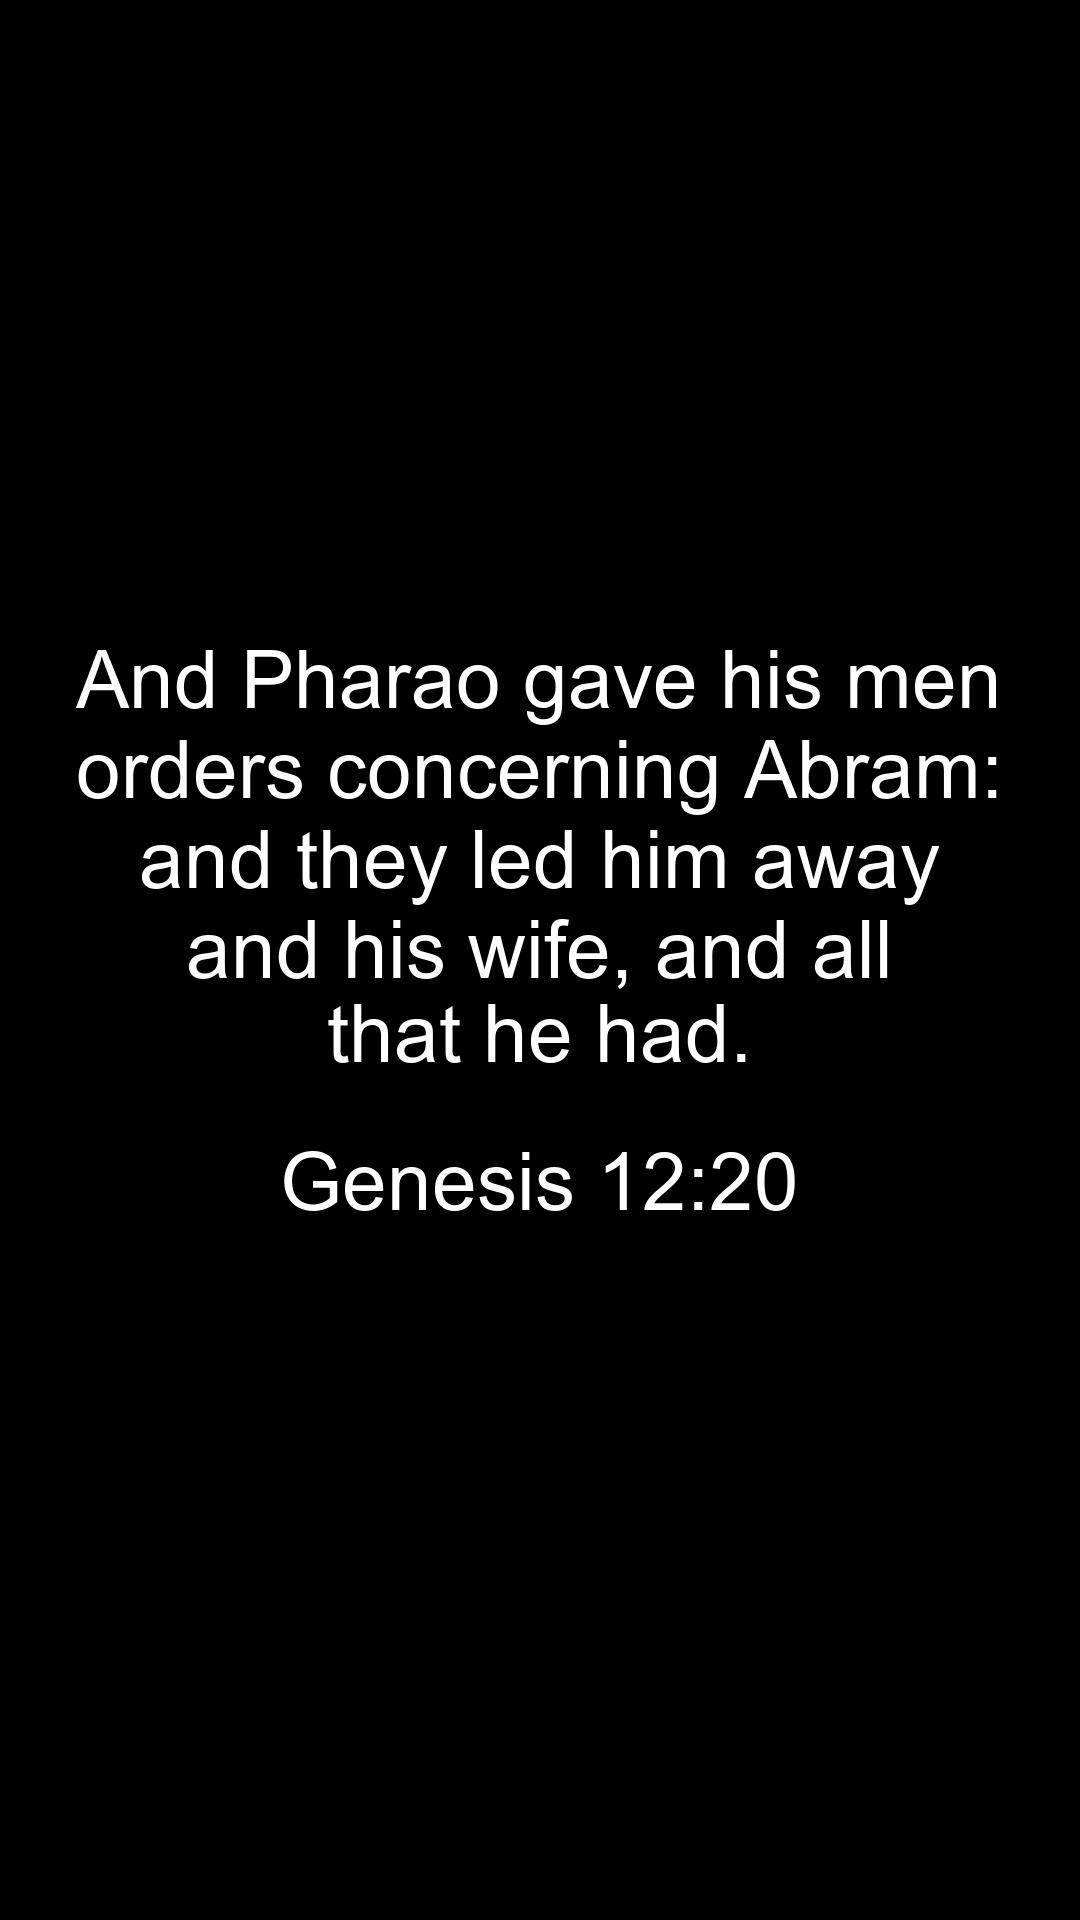 And Pharao gave his men
orders concerning Abram:
and they led him away
and his wife, and all
that he had.
Genesis 12:20